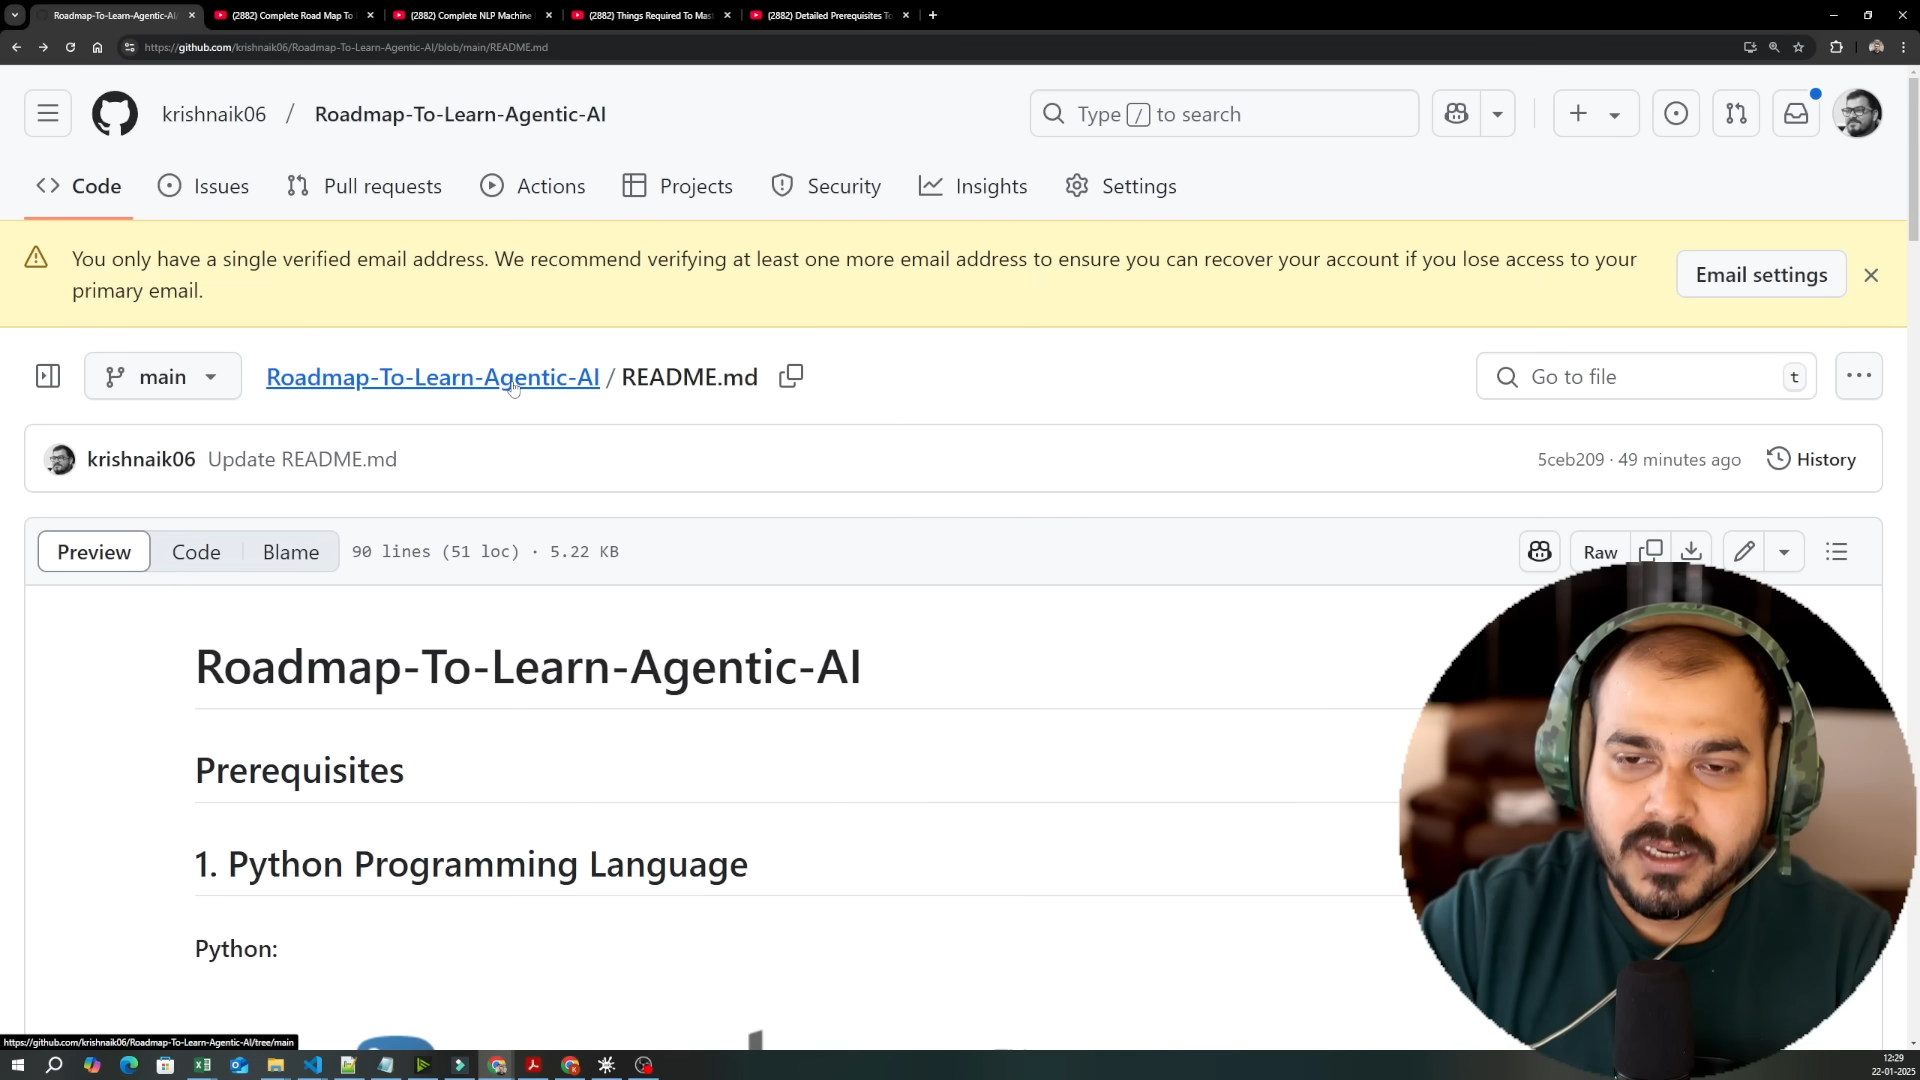 Roadmap-To-Learn-Agentic-AI/
(2882) Complete Road Map To
(2882) Complete NLP Machine
(2882) Things Required To Mas
(2882) Detailed Prerequisites To
https://github.com/krishnaik06/Roadmap-To-Learn-Agentic-AI/blob/main/README.md
krishnaik06 / Roadmap-To-Learn-Agentic-AI
Type / to search
Code
Issues
Pull requests
Actions
Projects
Security
Insights
Settings
You only have a single verified email address. We recommend verifying at least one more email address to ensure you can recover your account if you lose access to your
primary email.
Email settings
main
Roadmap-To-Learn-Agentic-AI / README.md
Go to file
t
krishnaik06 Update README.md
5ceb209 · 49 minutes ago
History
Preview
Code
Blame
90 lines (51 loc) · 5.22 KB
Raw
Roadmap-To-Learn-Agentic-AI
Prerequisites
1. Python Programming Language
Python:
https://github.com/krishnaik06/Roadmap-To-Learn-Agentic-AI/tree/main
12:29
22-01-2025